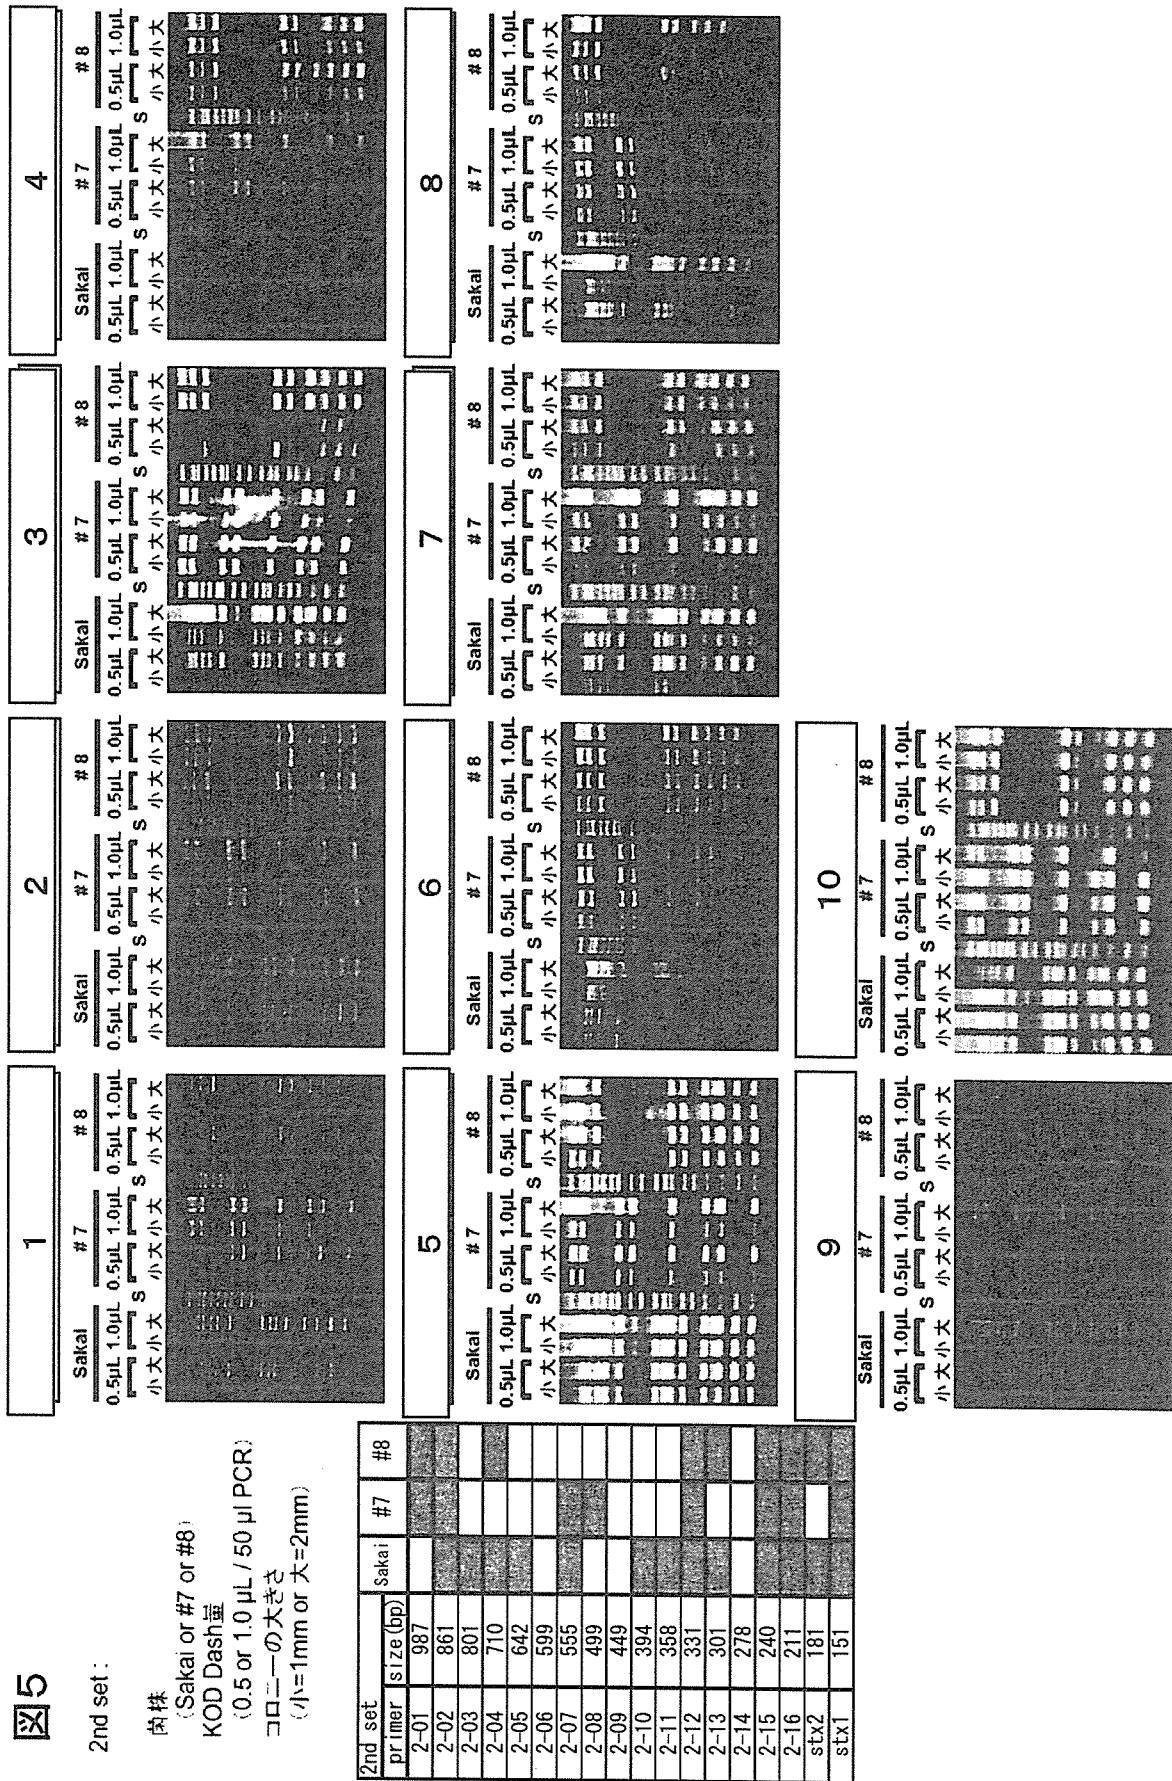 図5
2nd set :
菌株
(Sakai or #7 or #8)
KOD Dash量
(0.5 or 1.0 µL / 50 µl PCR)
コロニーの大きさ
(小=1mm or 大=2mm)
2nd set Sakai #7 #8
primer size(bp)
2-01 987
2-02 861
2-03 801
2-04 710
2-05 642
2-06 599
2-07 555
2-08 499
2-09 449
2-10 394
2-11 358
2-12 331
2-13 301
2-14 278
2-15 240
2-16 211
stx2 181
stx1 151
1
Sakai #7 #8
0.5µL 1.0µL 0.5µL 1.0µL 0.5µL 1.0µL
小 大 小 大 S 小 大 小 大 S 小 大 小 大
2
Sakai #7 #8
0.5µL 1.0µL 0.5µL 1.0µL 0.5µL 1.0µL
小 大 小 大 S 小 大 小 大 S 小 大 小 大
3
Sakai #7 #8
0.5µL 1.0µL 0.5µL 1.0µL 0.5µL 1.0µL
小 大 小 大 S 小 大 小 大 S 小 大 小 大
4
Sakai #7 #8
0.5µL 1.0µL 0.5µL 1.0µL 0.5µL 1.0µL
小 大 小 大 S 小 大 小 大 S 小 大 小 大
5
Sakai #7 #8
0.5µL 1.0µL 0.5µL 1.0µL 0.5µL 1.0µL
小 大 小 大 S 小 大 小 大 S 小 大 小 大
6
Sakai #7 #8
0.5µL 1.0µL 0.5µL 1.0µL 0.5µL 1.0µL
小 大 小 大 S 小 大 小 大 S 小 大 小 大
7
Sakai #7 #8
0.5µL 1.0µL 0.5µL 1.0µL 0.5µL 1.0µL
小 大 小 大 S 小 大 小 大 S 小 大 小 大
8
Sakai #7 #8
0.5µL 1.0µL 0.5µL 1.0µL 0.5µL 1.0µL
小 大 小 大 S 小 大 小 大 S 小 大 小 大
9
Sakai #7 #8
0.5µL 1.0µL 0.5µL 1.0µL 0.5µL 1.0µL
小 大 小 大 S 小 大 小 大 S 小 大 小 大
10
Sakai #7 #8
0.5µL 1.0µL 0.5µL 1.0µL 0.5µL 1.0µL
小 大 小 大 S 小 大 小 大 S 小 大 小 大